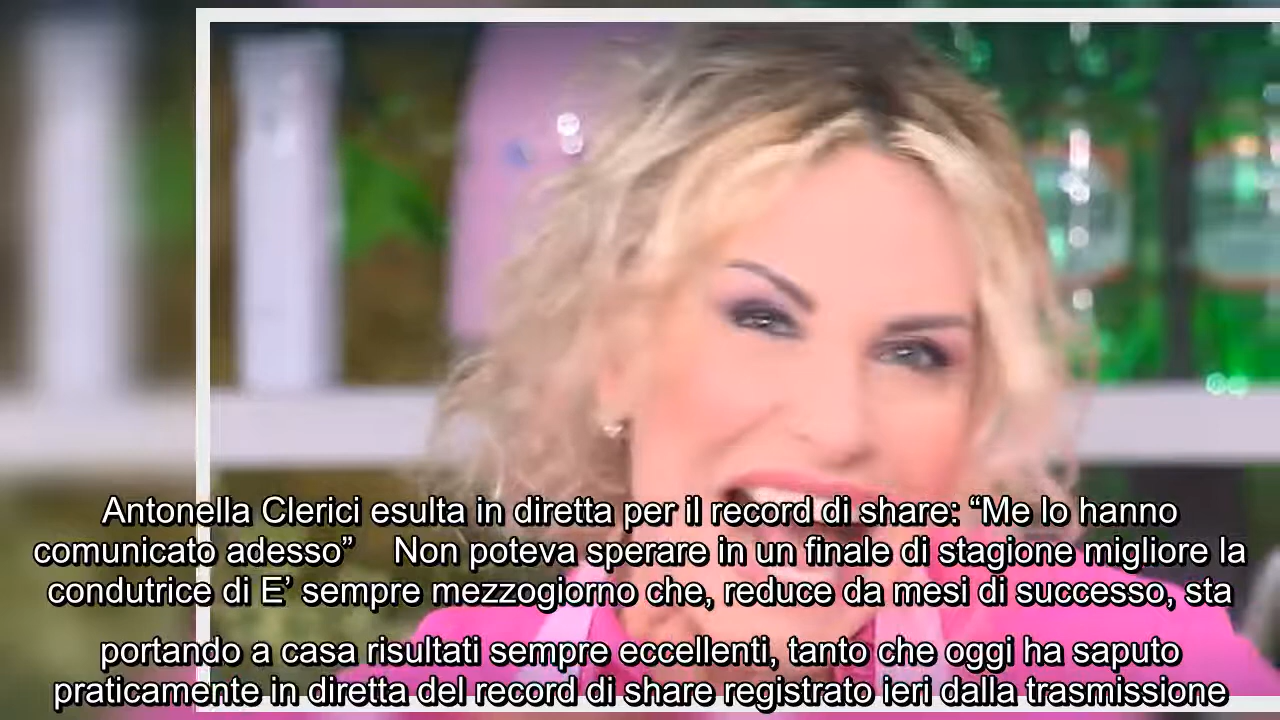 Antonella Clerici esulta in diretta per il record di share: “Me lo hanno
comunicato adesso”    Non poteva sperare in un finale di stagione migliore la
condutrice di E’ sempre mezzogiorno che, reduce da mesi di successo, sta
portando a casa risultati sempre eccellenti, tanto che oggi ha saputo
praticamente in diretta del record di share registrato ieri dalla trasmissione